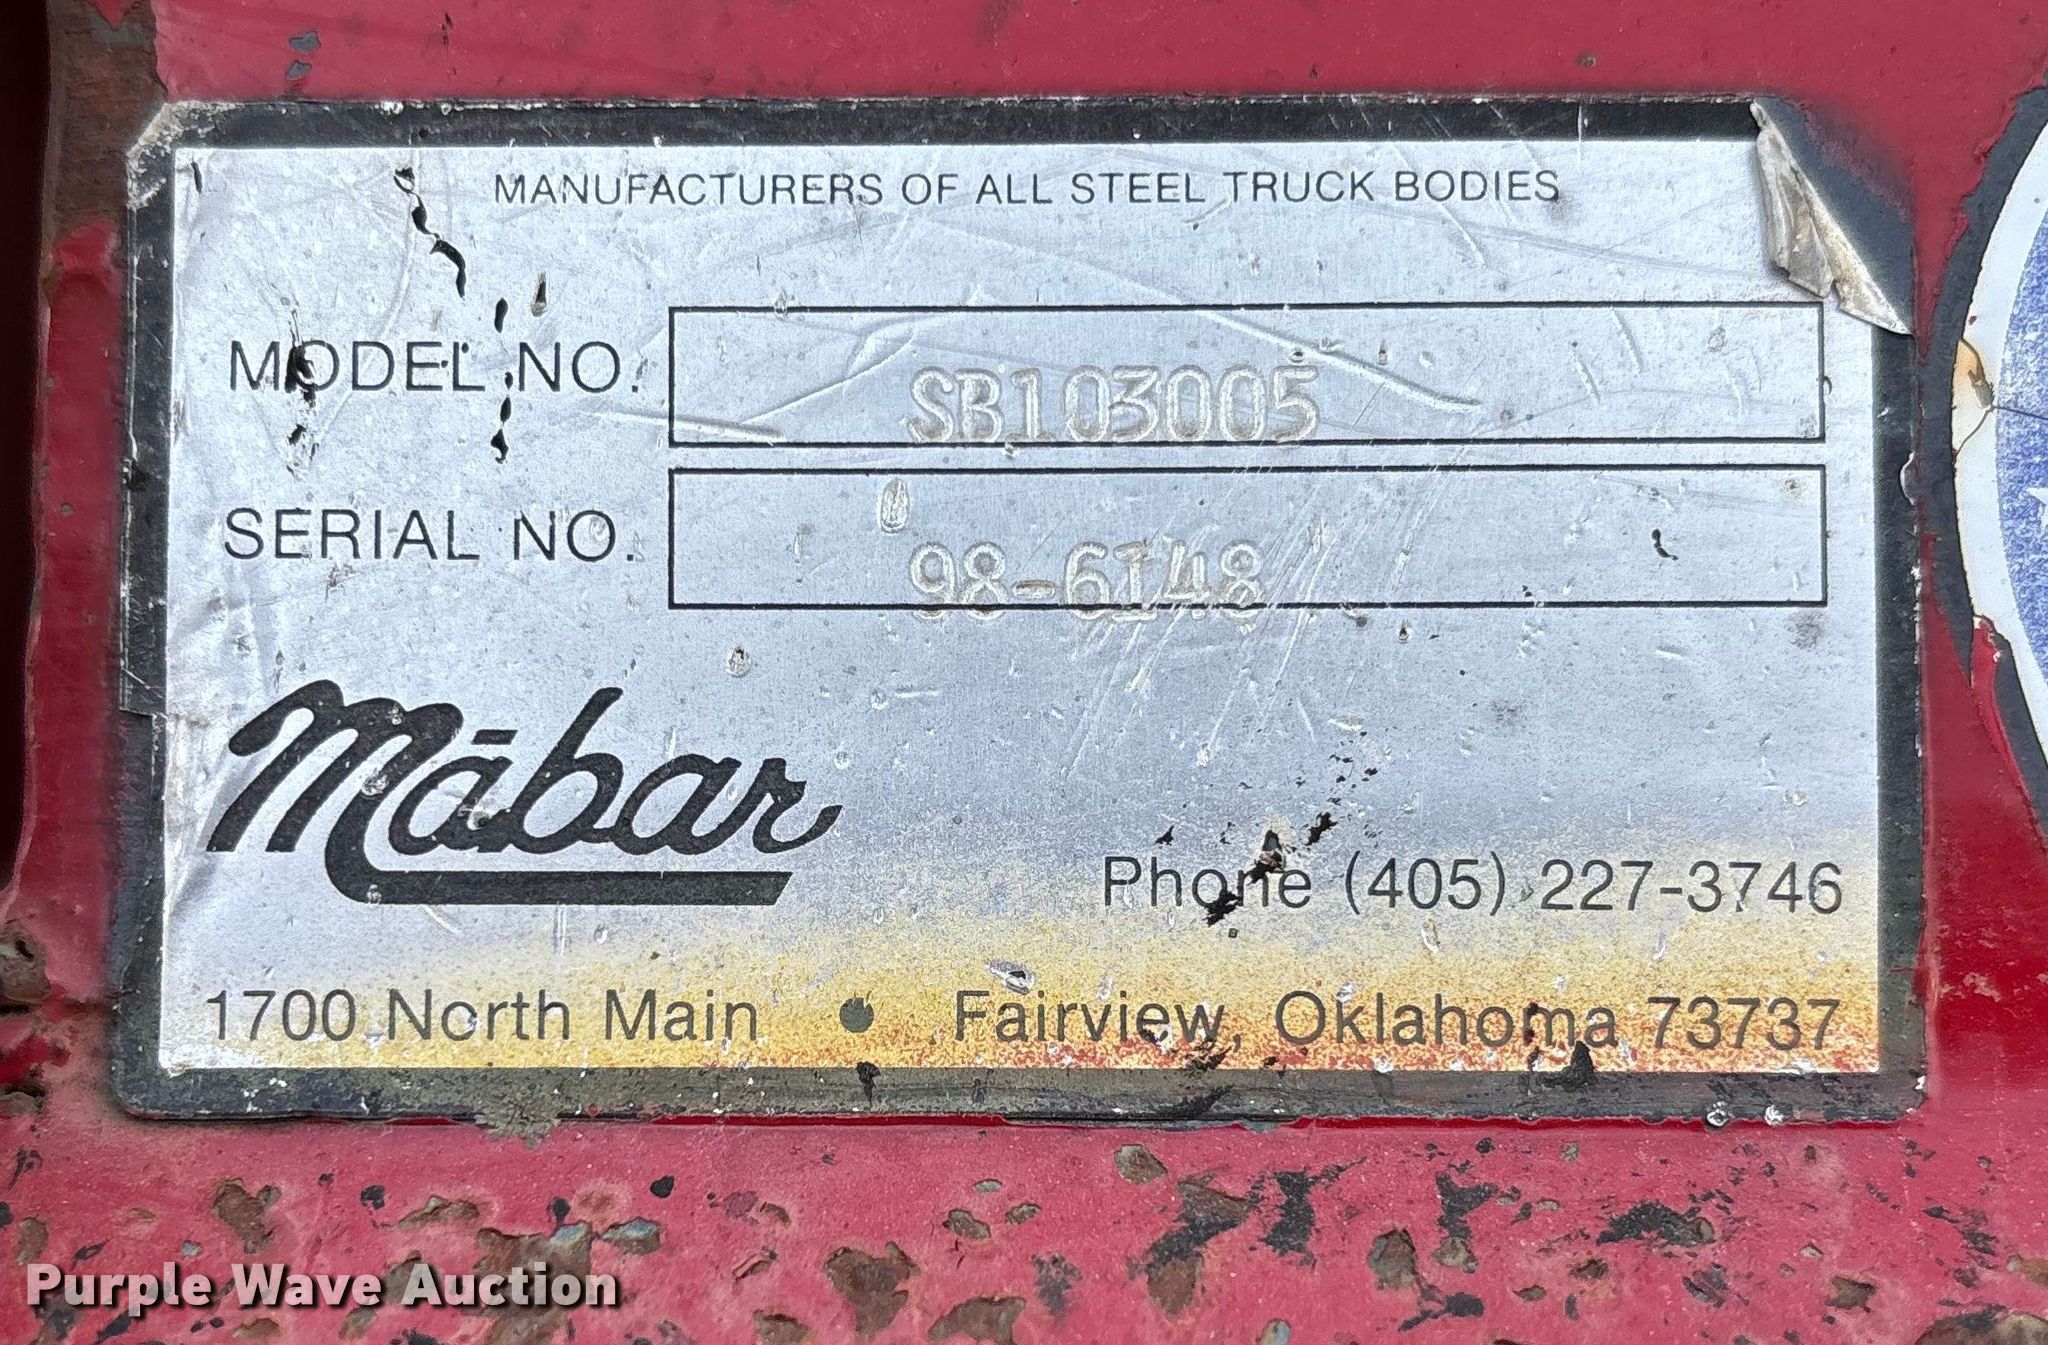 MANUFACTURERS OF ALL STEEL TRUCK BODIES
MODEL NO. SB103005
SERIAL NO. 98-6148
Mābar
Phone (405) 227-3746
1700 North Main • Fairview, Oklahoma 73737
Purple Wave Auction